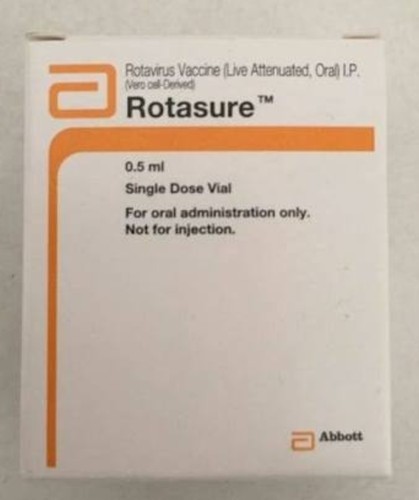 Rotavirus Vaccine (Live Attenuated, Oral) I.P.
(Vero cell-Derived)
Rotasure™
0.5 ml
Single Dose Vial
For oral administration only.
Not for injection.
Abbott